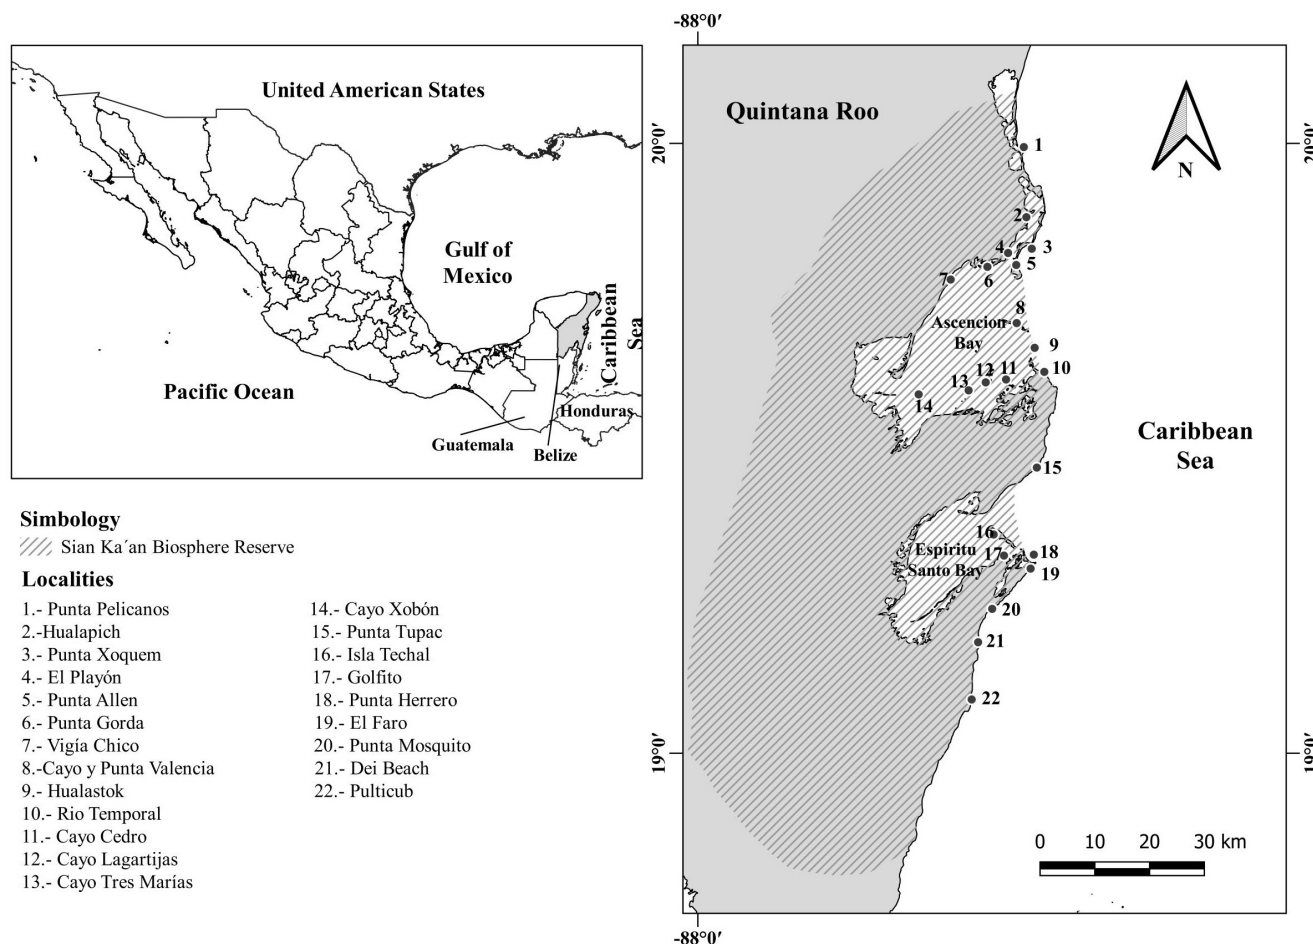 United American States
Gulf of
Mexico
Caribbean
Sea
Pacific Ocean
Honduras
Guatemala
Belize
-88°0′
Quintana Roo
20°0′
20°0′
N
1
2
3
4
5
6
7
8
Ascencion
Bay
9
10
11
12
13
14
Caribbean
Sea
15
16
Espiritu
Santo Bay
17
18
19
20
21
22
19°0′
19°0′
0 10 20 30 km
-88°0′
Simbology
Sian Ka´an Biosphere Reserve
Localities
1.- Punta Pelicanos
2.-Hualapich
3.- Punta Xoquem
4.- El Playón
5.- Punta Allen
6.- Punta Gorda
7.- Vigía Chico
8.-Cayo y Punta Valencia
9.- Hualastok
10.- Rio Temporal
11.- Cayo Cedro
12.- Cayo Lagartijas
13.- Cayo Tres Marías
14.- Cayo Xobón
15.- Punta Tupac
16.- Isla Techal
17.- Golfito
18.- Punta Herrero
19.- El Faro
20.- Punta Mosquito
21.- Dei Beach
22.- Pulticub